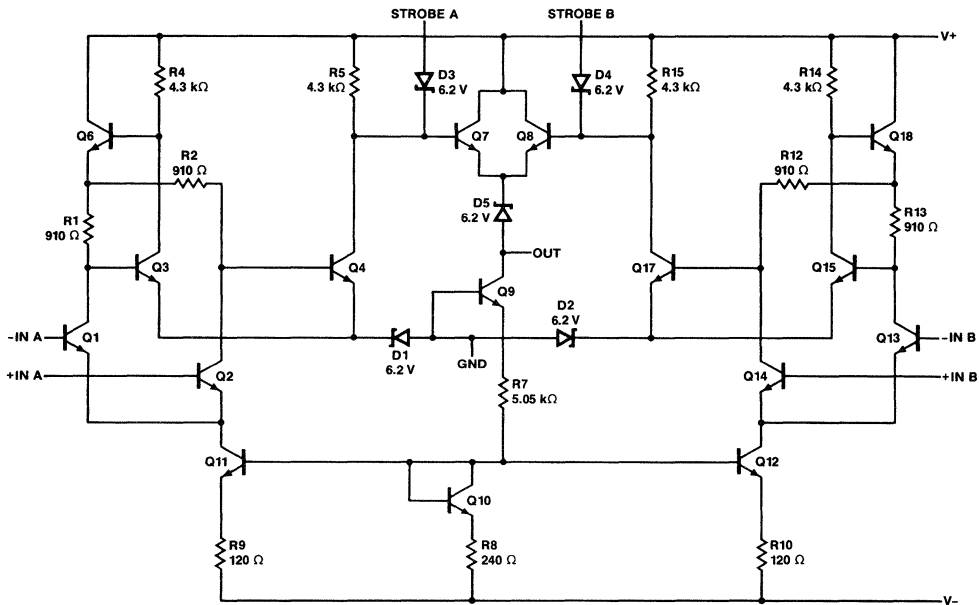 STROBE A
STROBE B
V+
R4
4.3 kΩ
R5
4.3 kΩ
D3
6.2 V
D4
6.2 V
R15
4.3 kΩ
R14
4.3 kΩ
Q6
Q7
Q8
Q18
R2
910 Ω
R12
910 Ω
R1
910 Ω
D5
6.2 V
R13
910 Ω
OUT
Q3
Q4
Q17
Q15
Q9
D2
6.2 V
-IN A
Q1
D1
6.2 V
GND
Q13
-IN B
+IN A
Q2
R7
5.05 kΩ
Q14
+IN B
Q11
Q12
Q10
R9
120 Ω
R8
240 Ω
R10
120 Ω
V-